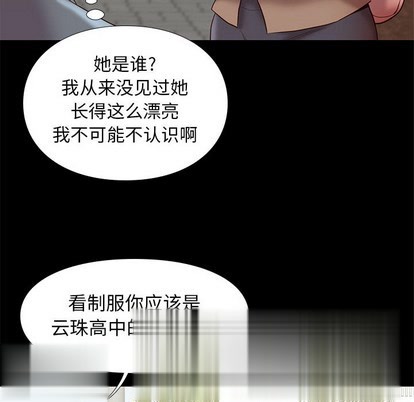 她是谁?
我从来没见过她
长得这么漂亮
我不可能不认识啊
看制服你应该是
云珠高中的